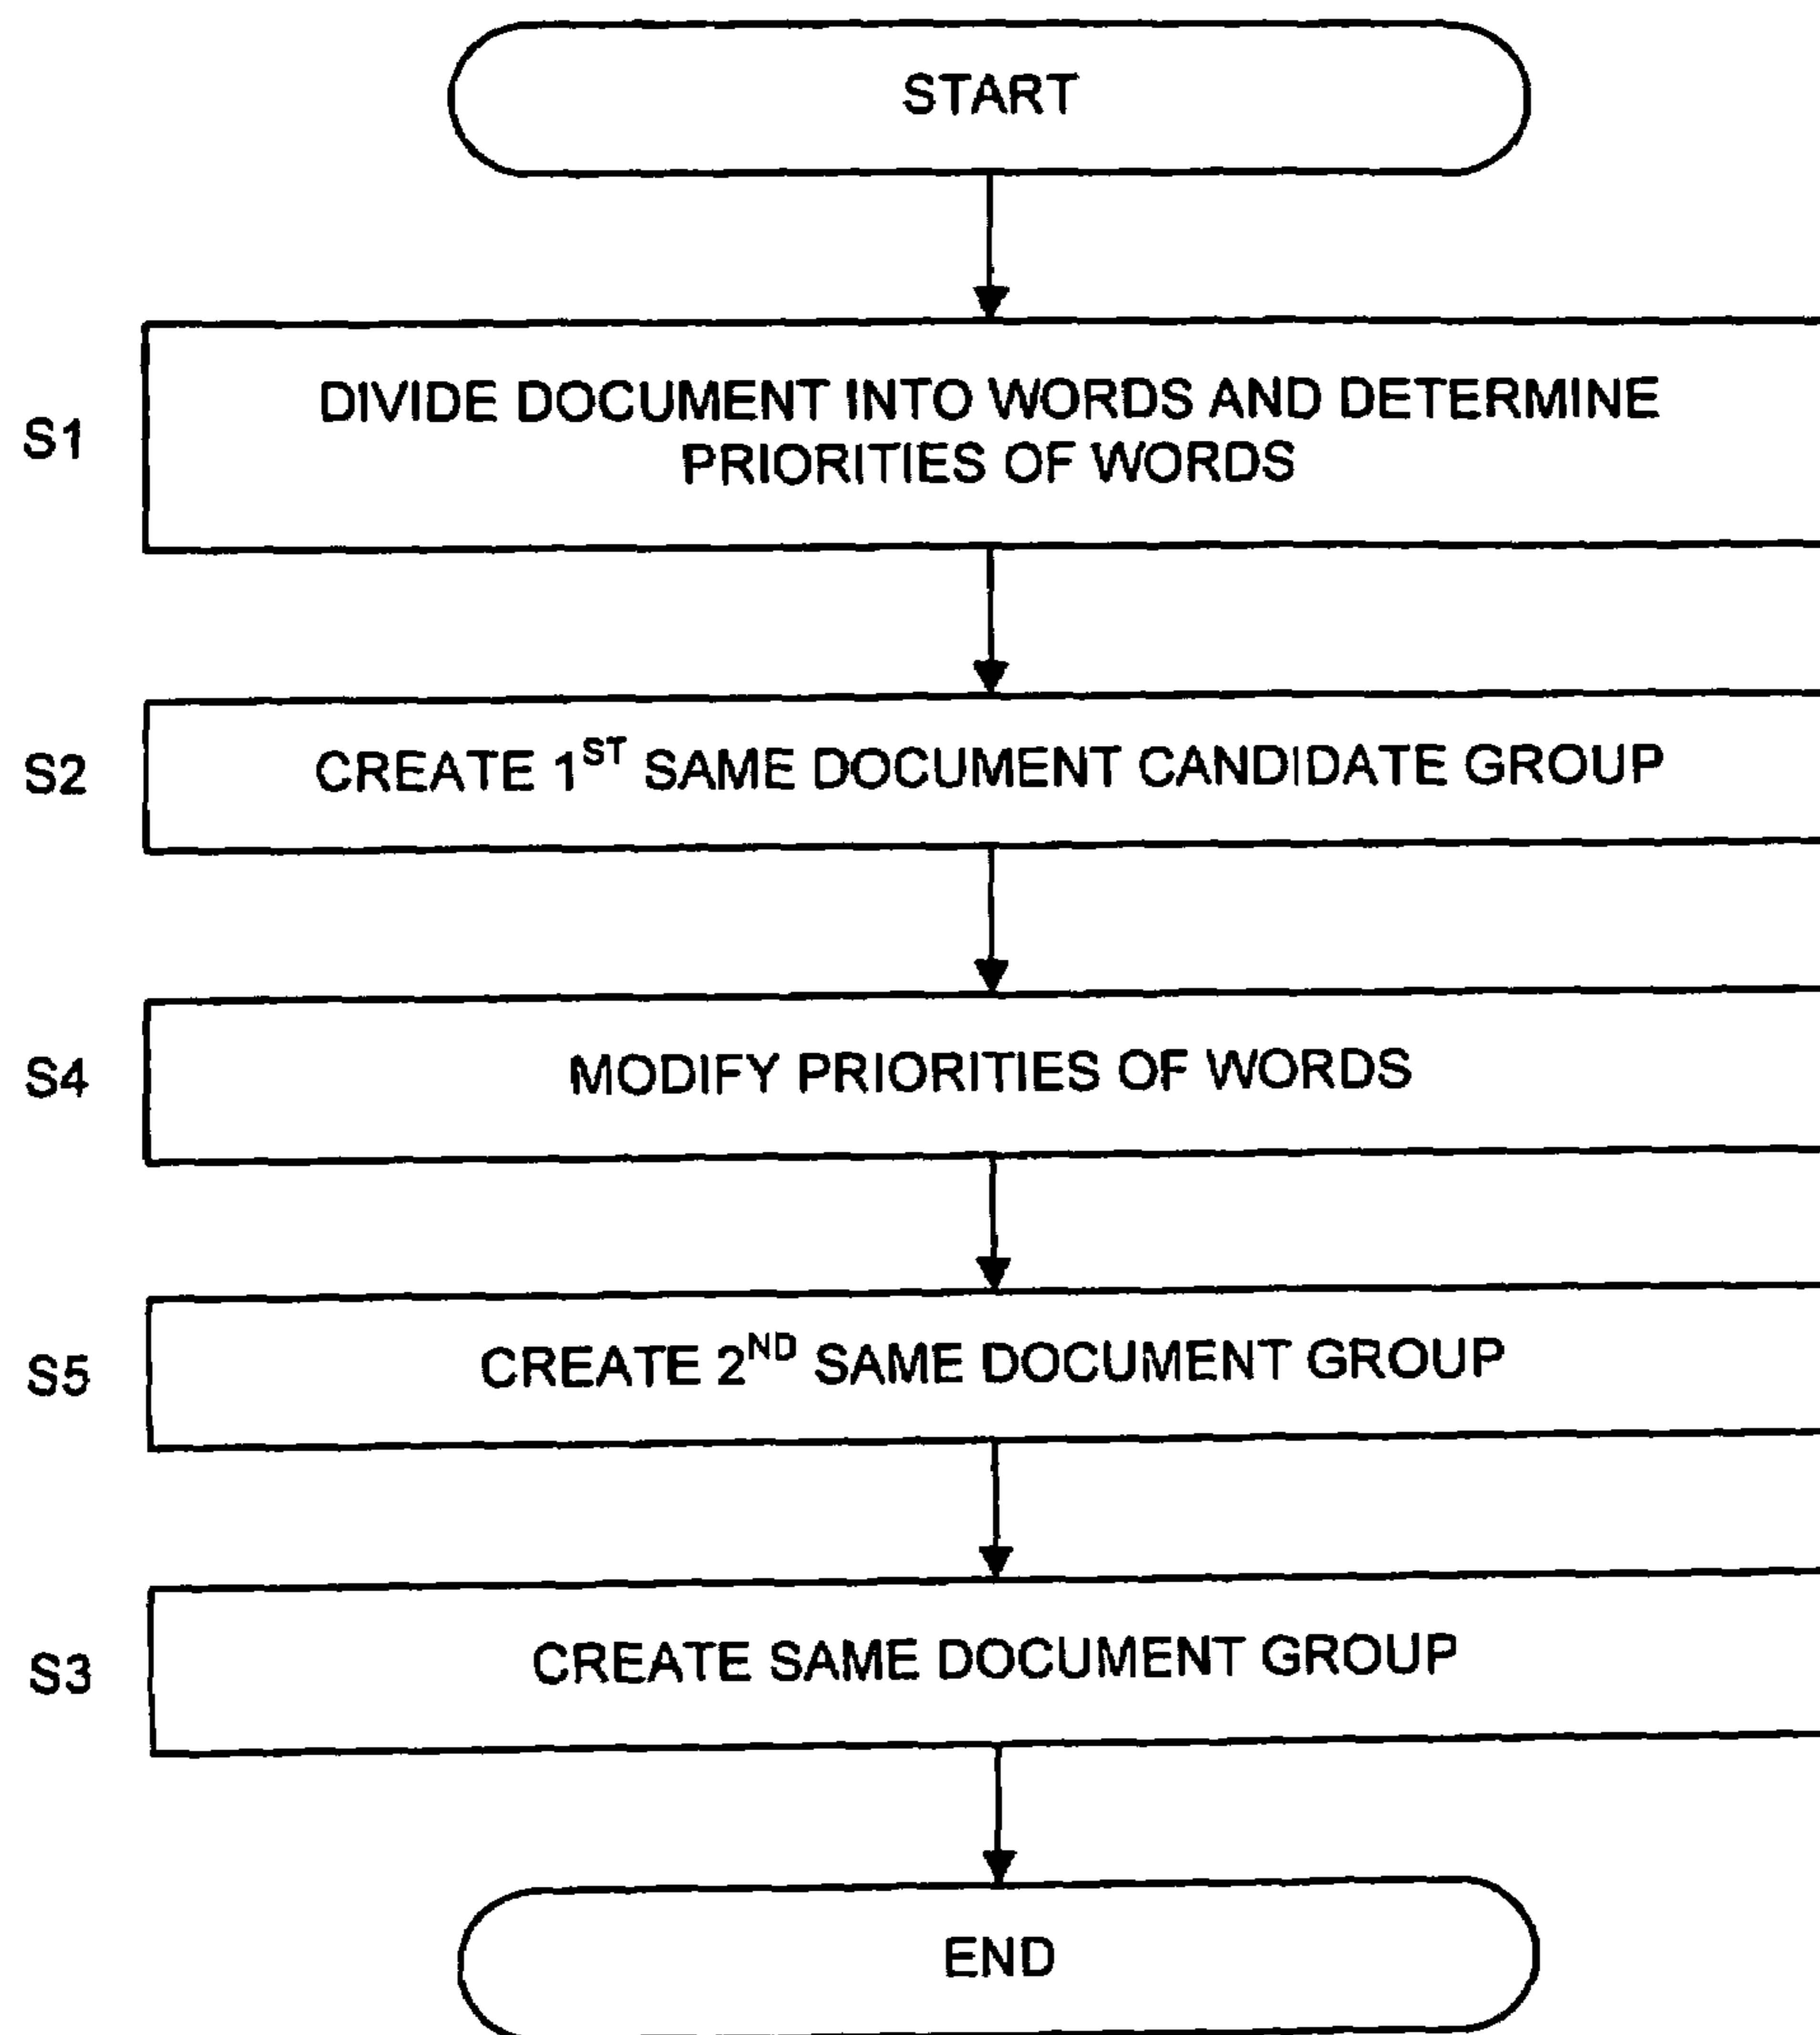 START
S1
DIVIDE DOCUMENT INTO WORDS AND DETERMINE
PRIORITIES OF WORDS
S2
CREATE 1ST SAME DOCUMENT CANDIDATE GROUP
S4
MODIFY PRIORITIES OF WORDS
S5
CREATE 2ND SAME DOCUMENT GROUP
S3
CREATE SAME DOCUMENT GROUP
END